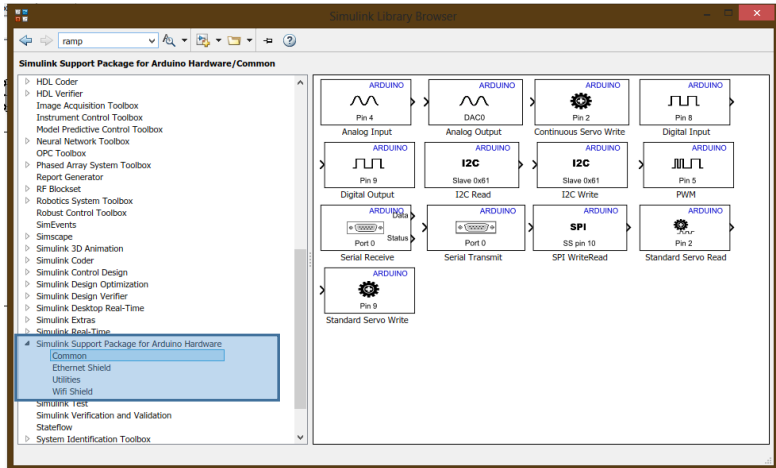 Simulink Library Browser
ramp
Simulink Support Package for Arduino Hardware/Common
HDL Coder
HDL Verifier
Image Acquisition Toolbox
Instrument Control Toolbox
Model Predictive Control Toolbox
Neural Network Toolbox
OPC Toolbox
Phased Array System Toolbox
Report Generator
RF Blockset
Robotics System Toolbox
Robust Control Toolbox
SimEvents
Simscape
Simulink 3D Animation
Simulink Coder
Simulink Control Design
Simulink Design Optimization
Simulink Design Verifier
Simulink Desktop Real-Time
Simulink Extras
Simulink Real-Time
Simulink Support Package for Arduino Hardware
Common
Ethernet Shield
Utilities
Wifi Shield
Simulink Test
Simulink Verification and Validation
Stateflow
System Identification Toolbox
ARDUINO ARDUINO ARDUINO ARDUINO
Pin 4 DAC0 Pin 2 Pin 8
Analog Input Analog Output Continuous Servo Write Digital Input
ARDUINO ARDUINO ARDUINO ARDUINO
I2C I2C
Pin 9 Slave 0x61 Slave 0x61 Pin 5
Digital Output I2C Read I2C Write PWM
ARDUINO ARDUINO ARDUINO ARDUINO
Data
SPI
Status
Port 0 Port 0 SS pin 10 Pin 2
Serial Receive Serial Transmit SPI WriteRead Standard Servo Read
ARDUINO
Pin 9
Standard Servo Write